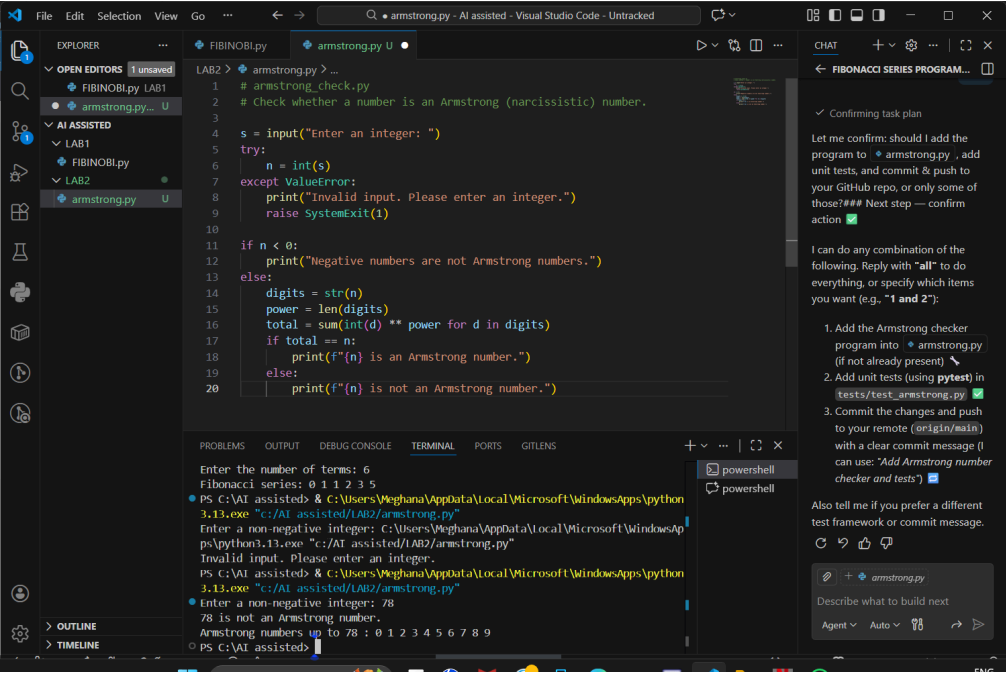 File Edit Selection View Go ··· armstrong.py - AI assisted - Visual Studio Code - Untracked
EXPLORER
OPEN EDITORS 1 unsaved
FIBINOBI.py LAB1
armstrong.py... U
AI ASSISTED
LAB1
FIBINOBI.py
LAB2
armstrong.py U
OUTLINE
TIMELINE
FIBINOBI.py armstrong.py U
LAB2 > armstrong.py > ...
1 # armstrong_check.py
2 # Check whether a number is an Armstrong (narcissistic) number.
3
4 s = input("Enter an integer: ")
5 try:
6 n = int(s)
7 except ValueError:
8 print("Invalid input. Please enter an integer.")
9 raise SystemExit(1)
10
11 if n < 0:
12 print("Negative numbers are not Armstrong numbers.")
13 else:
14 digits = str(n)
15 power = len(digits)
16 total = sum(int(d) ** power for d in digits)
17 if total == n:
18 print(f"{n} is an Armstrong number.")
19 else:
20 print(f"{n} is not an Armstrong number.")
PROBLEMS OUTPUT DEBUG CONSOLE TERMINAL PORTS GITLENS
Enter the number of terms: 6
Fibonacci series: 0 1 1 2 3 5
PS C:\AI assisted> & C:\Users\Meghana\AppData\Local\Microsoft\WindowsApps\python
3.13.exe "c:/AI assisted/LAB2/armstrong.py"
Enter a non-negative integer: C:\Users\Meghana\AppData\Local\Microsoft\WindowsAp
ps\python3.13.exe "c:/AI assisted/LAB2/armstrong.py"
Invalid input. Please enter an integer.
PS C:\AI assisted> & C:\Users\Meghana\AppData\Local\Microsoft\WindowsApps\python
3.13.exe "c:/AI assisted/LAB2/armstrong.py"
Enter a non-negative integer: 78
78 is not an Armstrong number.
Armstrong numbers up to 78 : 0 1 2 3 4 5 6 7 8 9
PS C:\AI assisted>
powershell
powershell
CHAT
FIBONACCI SERIES PROGRAM...
Confirming task plan
Let me confirm: should I add the
program to armstrong.py , add
unit tests, and commit & push to
your GitHub repo, or only some of
those?### Next step — confirm
action ✅
I can do any combination of the
following. Reply with "all" to do
everything, or specify which items
you want (e.g., "1 and 2"):
1. Add the Armstrong checker
program into armstrong.py
(if not already present) 🔧
2. Add unit tests (using pytest) in
tests/test_armstrong.py ✅
3. Commit the changes and push
to your remote (origin/main)
with a clear commit message (I
can use: "Add Armstrong number
checker and tests") 🔁
Also tell me if you prefer a different
test framework or commit message.
armstrong.py
Describe what to build next
Agent Auto
ENG